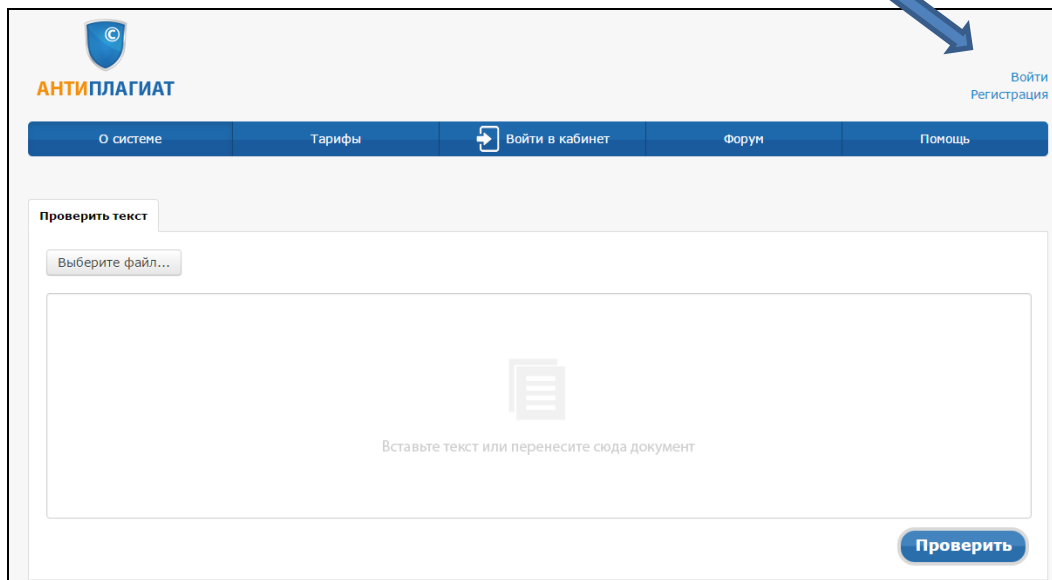 ©
АНТИПЛАГИАТ
Войти
Регистрация
О системе
Тарифы
Войти в кабинет
Форум
Помощь
Проверить текст
Выберите файл...
Вставьте текст или перенесите сюда документ
Проверить